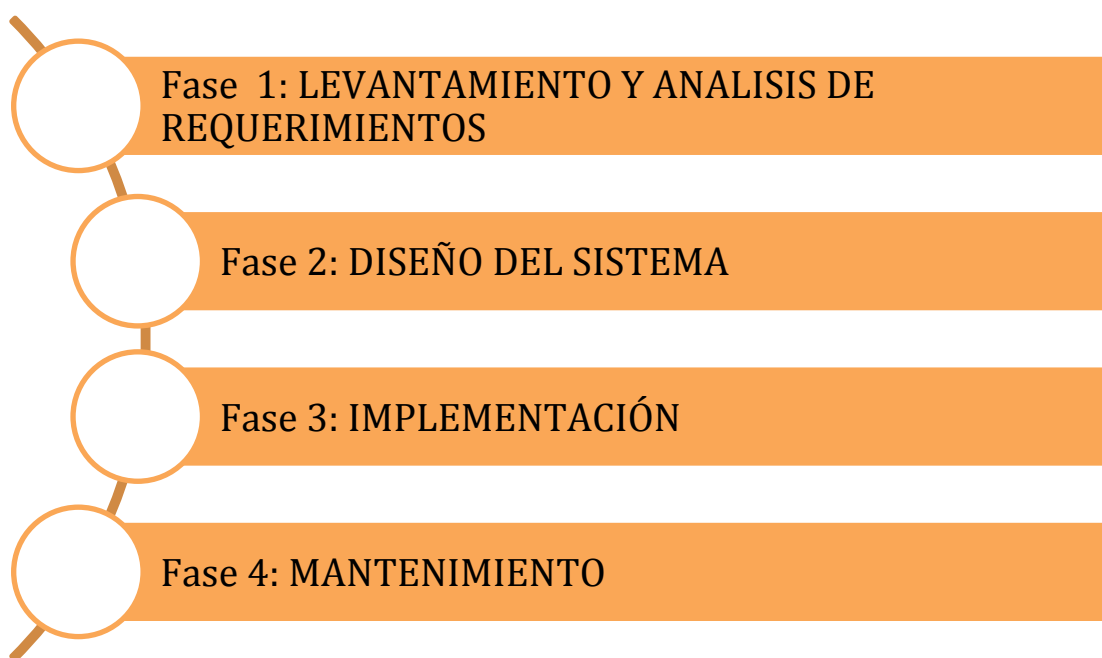 Fase  1: LEVANTAMIENTO Y ANALISIS DE
REQUERIMIENTOS
Fase 2: DISEÑO DEL SISTEMA
Fase 3: IMPLEMENTACIÓN
Fase 4: MANTENIMIENTO